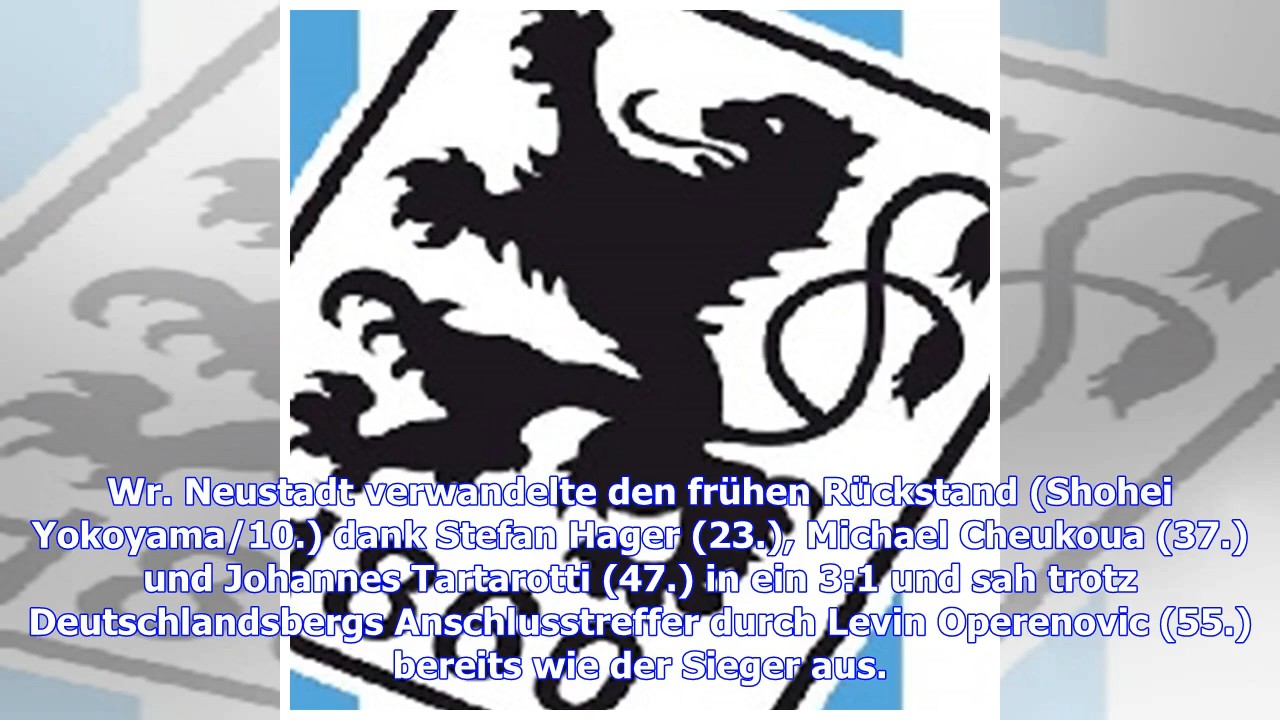 Wr. Neustadt verwandelte den frühen Rückstand (Shohei
Yokoyama/10.) dank Stefan Hager (23.), Michael Cheukoua (37.)
und Johannes Tartarotti (47.) in ein 3:1 und sah trotz
Deutschlandsbergs Anschlusstreffer durch Levin Operenovic (55.)
bereits wie der Sieger aus.